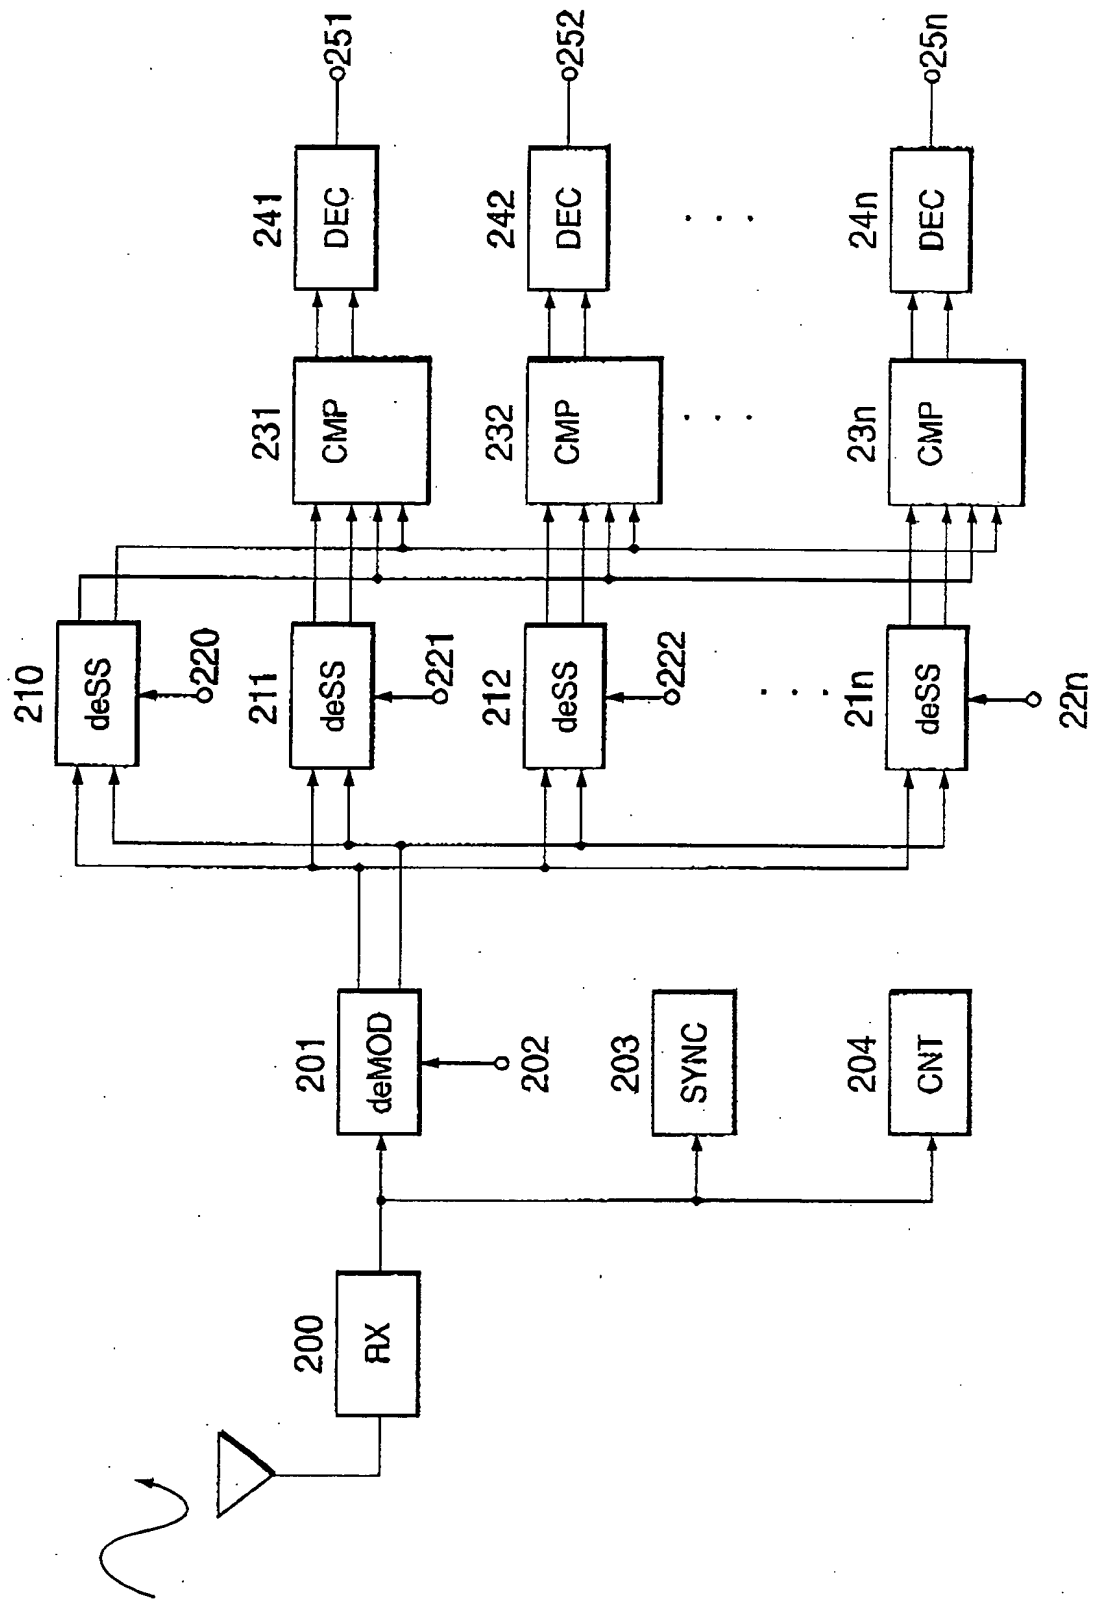 200
RX
201
deMOD
202
203
SYNC
204
CNT
210
deSS
220
211
deSS
221
212
deSS
222
. . .
21n
deSS
22n
231
CMP
232
CMP
. . .
23n
CMP
241
DEC
242
DEC
. . .
24n
DEC
251
252
25n